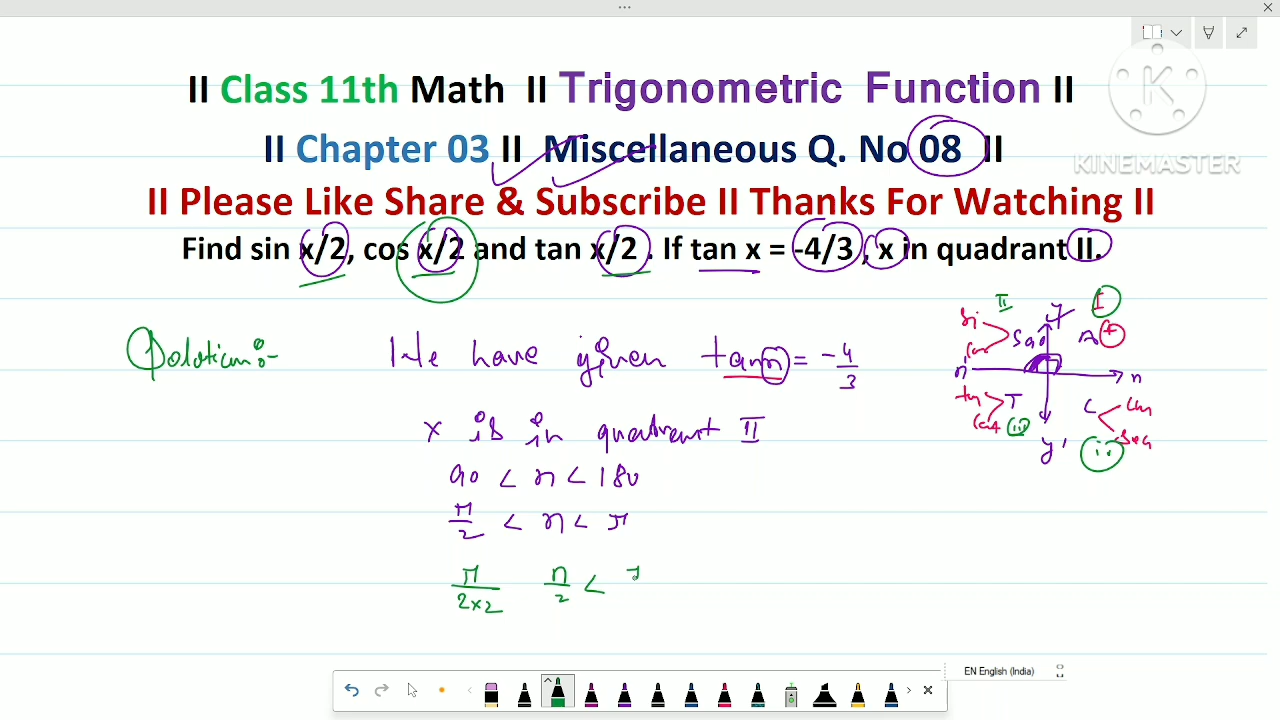 II Class 11th Math II Trigonometric Function II
II Chapter 03 II Miscellaneous Q. No 08 II
KINEMASTER
II Please Like Share & Subscribe II Thanks For Watching II
Find sin x/2, cos x/2 and tan x/2 . If tan x = -4/3 , x in quadrant II.
Solution:-
We have given tan x = -4/3
x is in quadrant II
90 < x < 180
π/2 < x < π
π/2×2 x/2 <
II I
y
A +
x' x
T
y'
EN English (India)